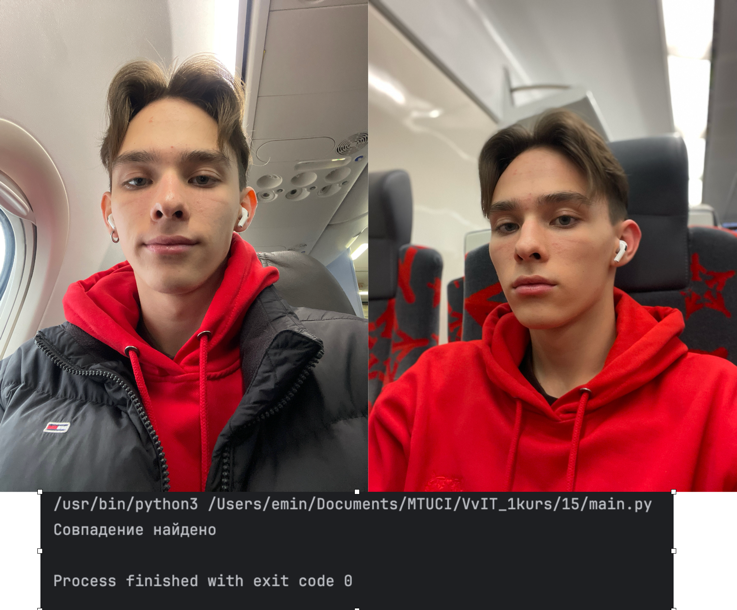 /usr/bin/python3 /Users/emin/Documents/MTUCI/VvIT_1kurs/15/main.py
Совпадение найдено
Process finished with exit code 0